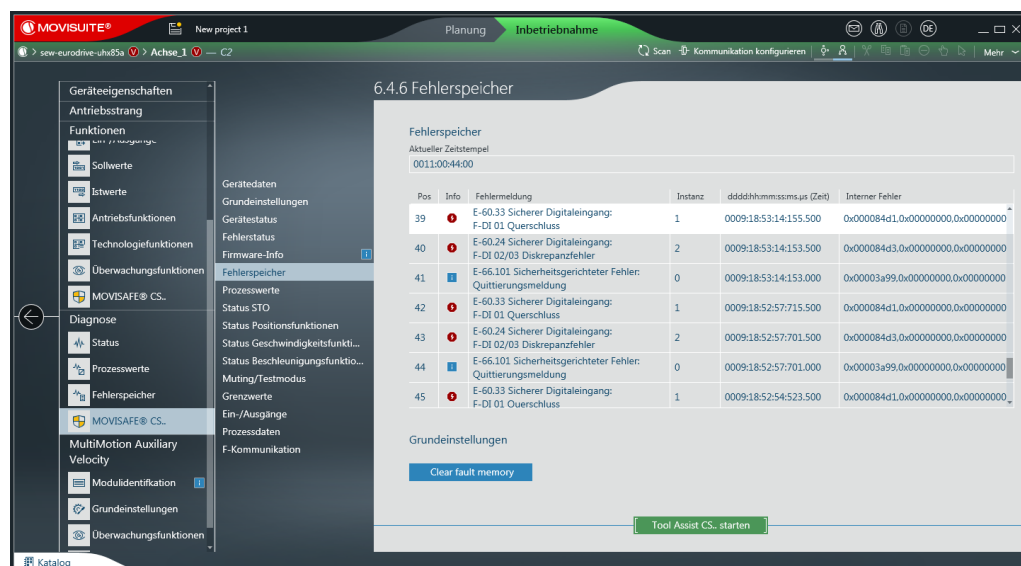 MOVISUITE®
New project 1
Planung
Inbetriebnahme
DE
> sew-eurodrive-uhx85a V > Achse_1 V — C2
Scan
Kommunikation konfigurieren
Mehr
6.4.6 Fehlerspeicher
Geräteeigenschaften
Antriebsstrang
Funktionen
Ein-/Ausgänge
Sollwerte
Istwerte
Antriebsfunktionen
Technologiefunktionen
Überwachungsfunktionen
MOVISAFE® CS..
Diagnose
Status
Prozesswerte
Fehlerspeicher
MOVISAFE® CS..
MultiMotion Auxiliary
Velocity
Modulidentifkation
Grundeinstellungen
Überwachungsfunktionen
Katalog
Gerätedaten
Grundeinstellungen
Gerätestatus
Fehlerstatus
Firmware-Info
Fehlerspeicher
Prozesswerte
Status STO
Status Positionsfunktionen
Status Geschwindigkeitsfunkti...
Status Beschleunigungsfunktio...
Muting/Testmodus
Grenzwerte
Ein-/Ausgänge
Prozessdaten
F-Kommunikation
Fehlerspeicher
Aktueller Zeitstempel
0011:00:44:00
Pos Info Fehlermeldung Instanz dddd:hh:mm:ss:ms.µs (Zeit) Interner Fehler
39 E-60.33 Sicherer Digitaleingang:
F-DI 01 Querschluss 1 0009:18:53:14:155.500 0x000084d1,0x00000000,0x00000000
40 E-60.24 Sicherer Digitaleingang:
F-DI 02/03 Diskrepanzfehler 2 0009:18:53:14:153.500 0x000084d3,0x00000000,0x00000000
41 E-66.101 Sicherheitsgerichteter Fehler:
Quittierungsmeldung 0 0009:18:53:14:153.000 0x00003a99,0x00000000,0x00000000
42 E-60.33 Sicherer Digitaleingang:
F-DI 01 Querschluss 1 0009:18:52:57:715.500 0x000084d1,0x00000000,0x00000000
43 E-60.24 Sicherer Digitaleingang:
F-DI 02/03 Diskrepanzfehler 2 0009:18:52:57:701.500 0x000084d3,0x00000000,0x00000000
44 E-66.101 Sicherheitsgerichteter Fehler:
Quittierungsmeldung 0 0009:18:52:57:701.000 0x00003a99,0x00000000,0x00000000
45 E-60.33 Sicherer Digitaleingang:
F-DI 01 Querschluss 1 0009:18:52:54:523.500 0x000084d1,0x00000000,0x00000000
Grundeinstellungen
Clear fault memory
Tool Assist CS.. starten